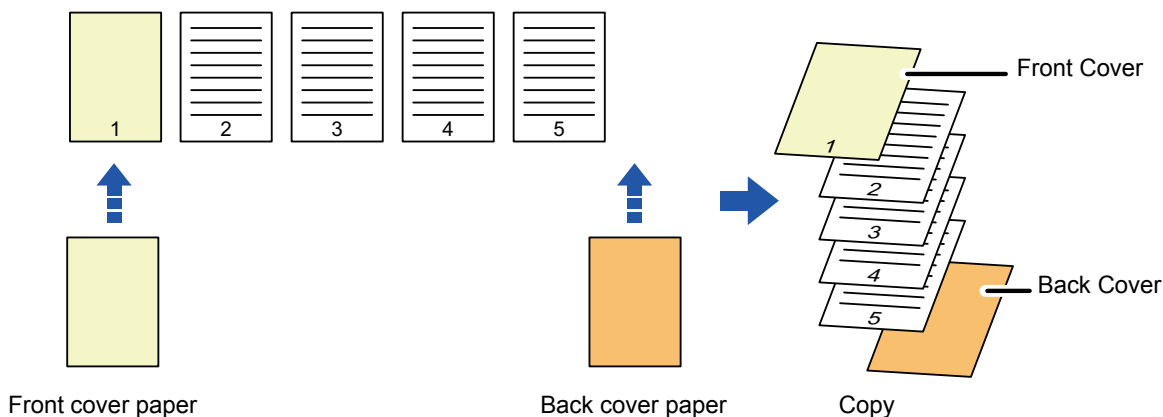 1 2 3 4 5
Front cover paper
Back cover paper
Front Cover
1
2
3
4
5
Back Cover
Copy